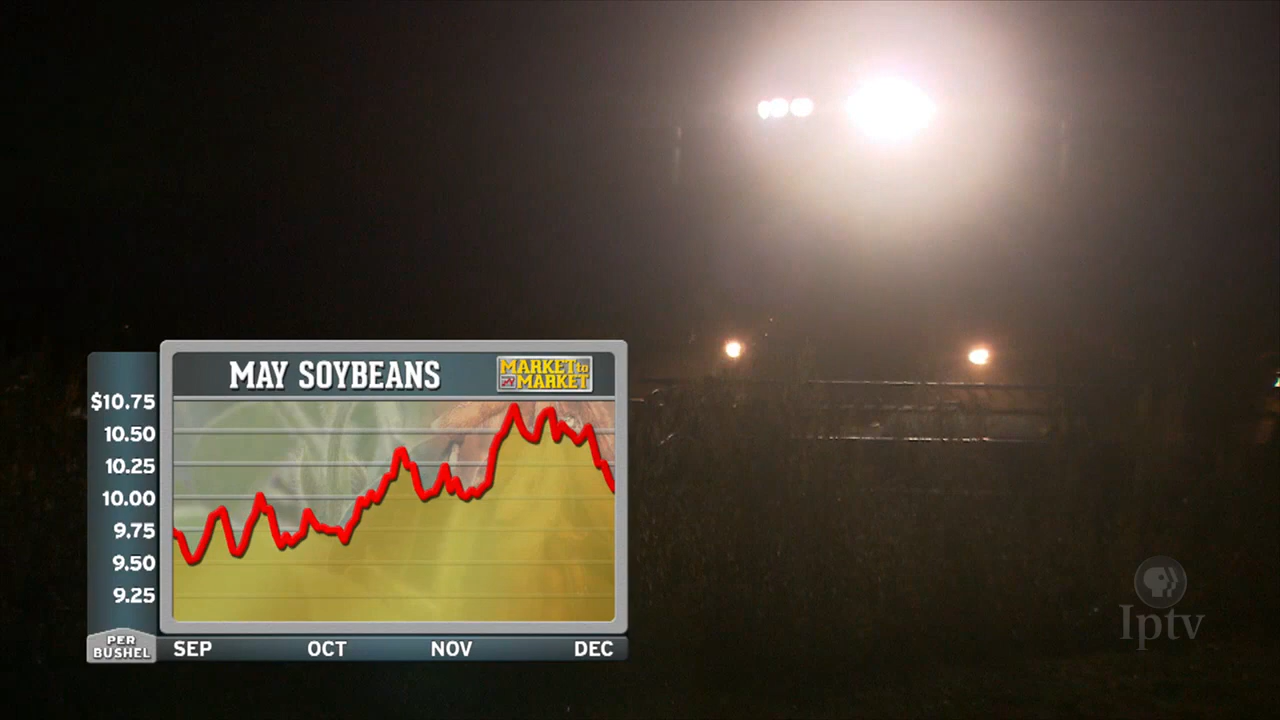 MAY SOYBEANS
MARKET to
MARKET
$10.75
10.50
10.25
10.00
9.75
9.50
9.25
PER
BUSHEL
SEP OCT NOV DEC
Iptv